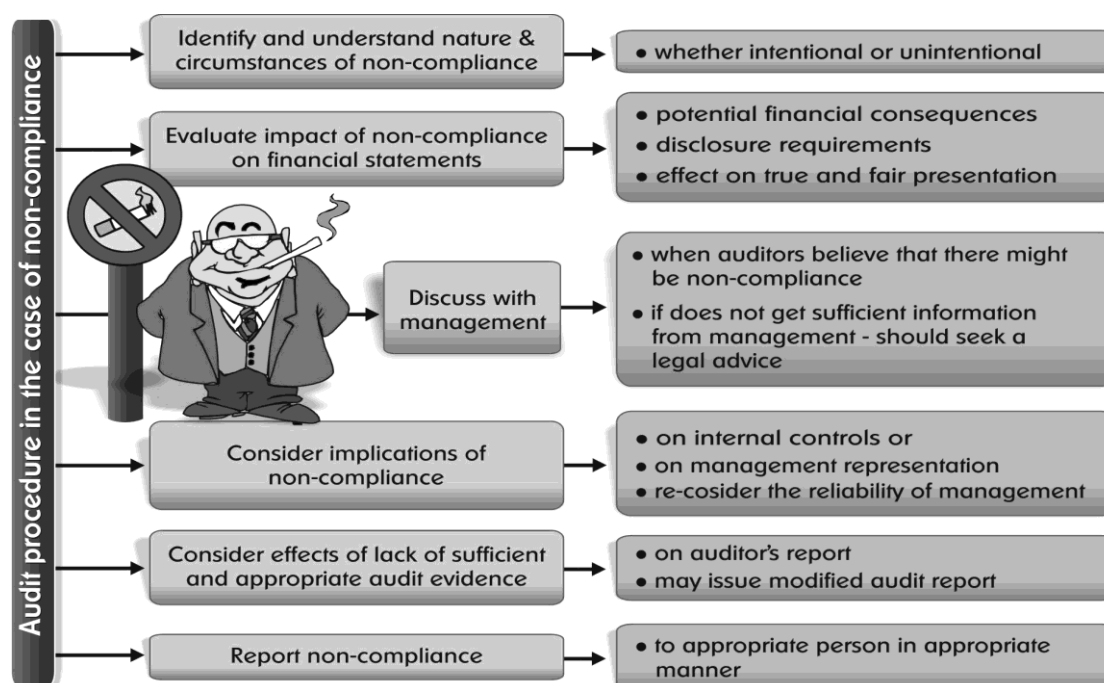 Audit procedure in the case of non-compliance
Identify and understand nature &
circumstances of non-compliance
• whether intentional or unintentional
Evaluate impact of non-compliance
on financial statements
• potential financial consequences
• disclosure requirements
• effect on true and fair presentation
Discuss with
management
• when auditors believe that there might
be non-compliance
• if does not get sufficient information
from management - should seek a
legal advice
Consider implications of
non-compliance
• on internal controls or
• on management representation
• re-cosider the reliability of management
Consider effects of lack of sufficient
and appropriate audit evidence
• on auditor's report
• may issue modified audit report
Report non-compliance
• to appropriate person in appropriate
manner